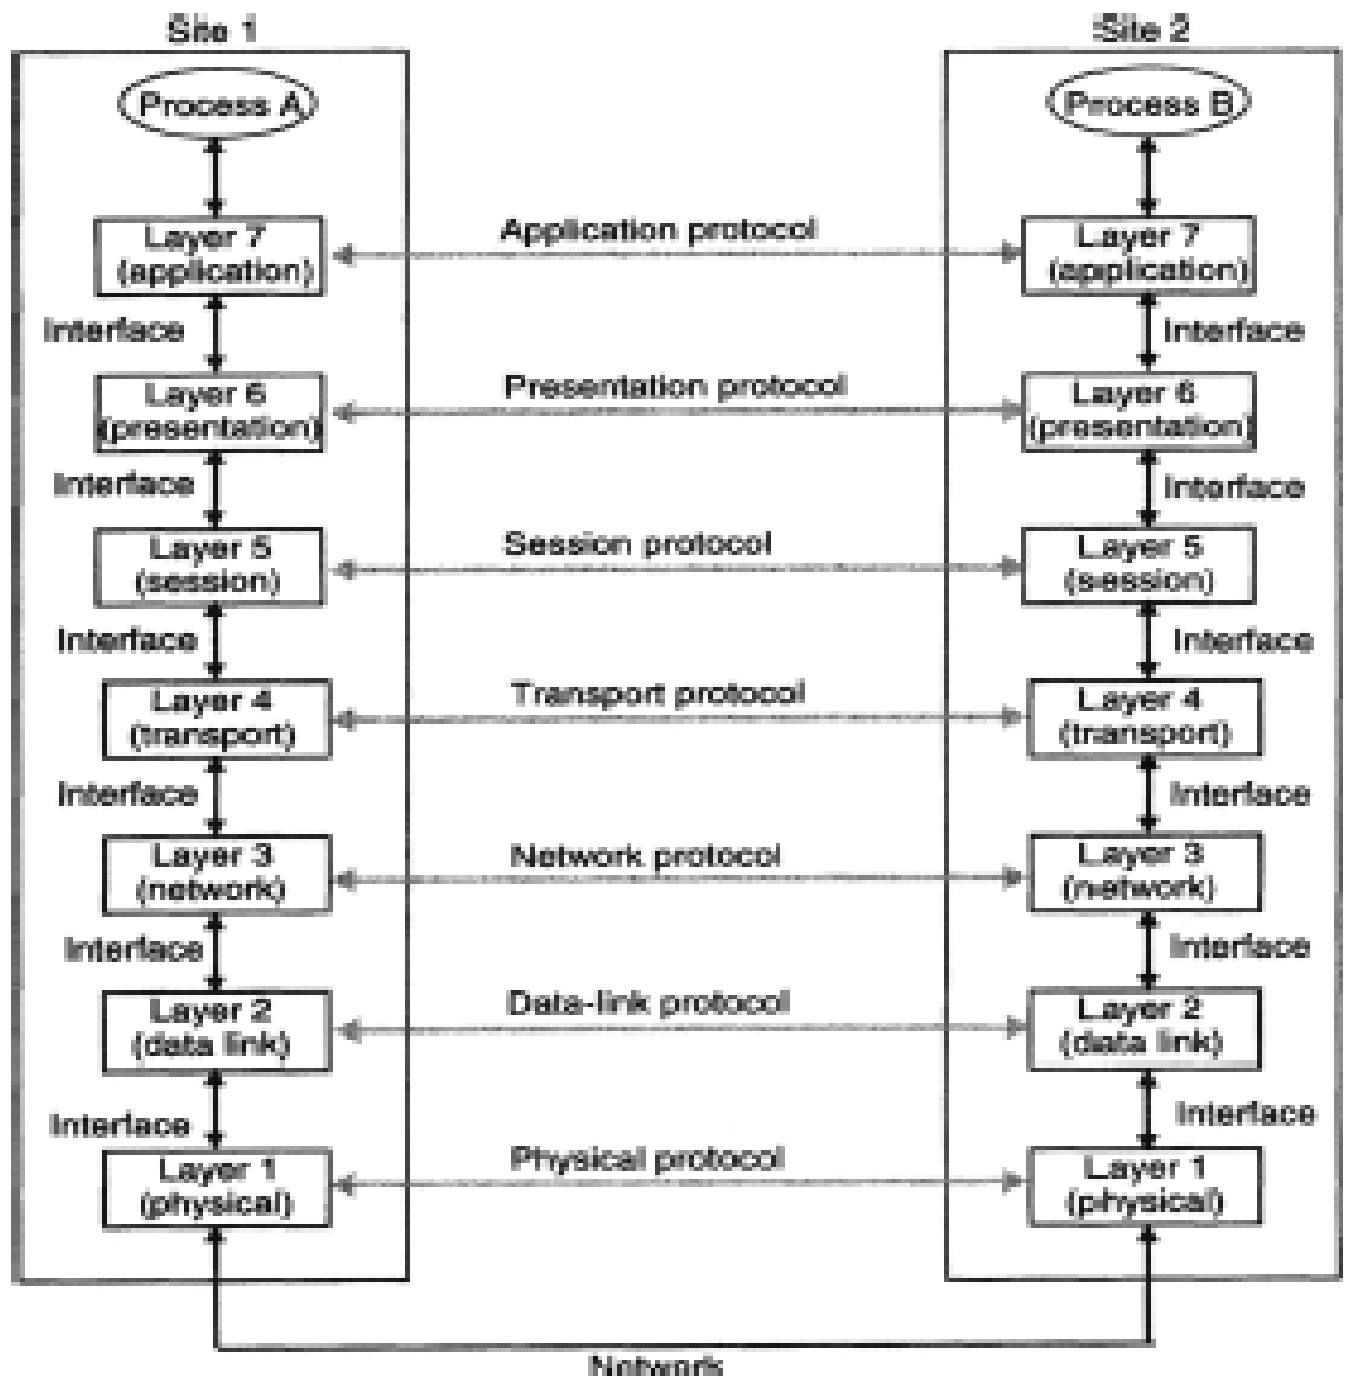 Site 1
Site 2
Process A
Process B
Layer 7
(application)
Application protocol
Layer 7
(application)
Interface
Interface
Layer 6
(presentation)
Presentation protocol
Layer 6
(presentation)
Interface
Interface
Layer 5
(session)
Session protocol
Layer 5
(session)
Interface
Interface
Layer 4
(transport)
Transport protocol
Layer 4
(transport)
Interface
Interface
Layer 3
(network)
Network protocol
Layer 3
(network)
Interface
Interface
Layer 2
(data link)
Data-link protocol
Layer 2
(data link)
Interface
Interface
Layer 1
(physical)
Physical protocol
Layer 1
(physical)
Network